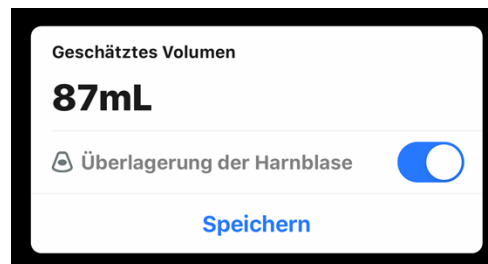 Geschätztes Volumen
87mL
Überlagerung der Harnblase
Speichern